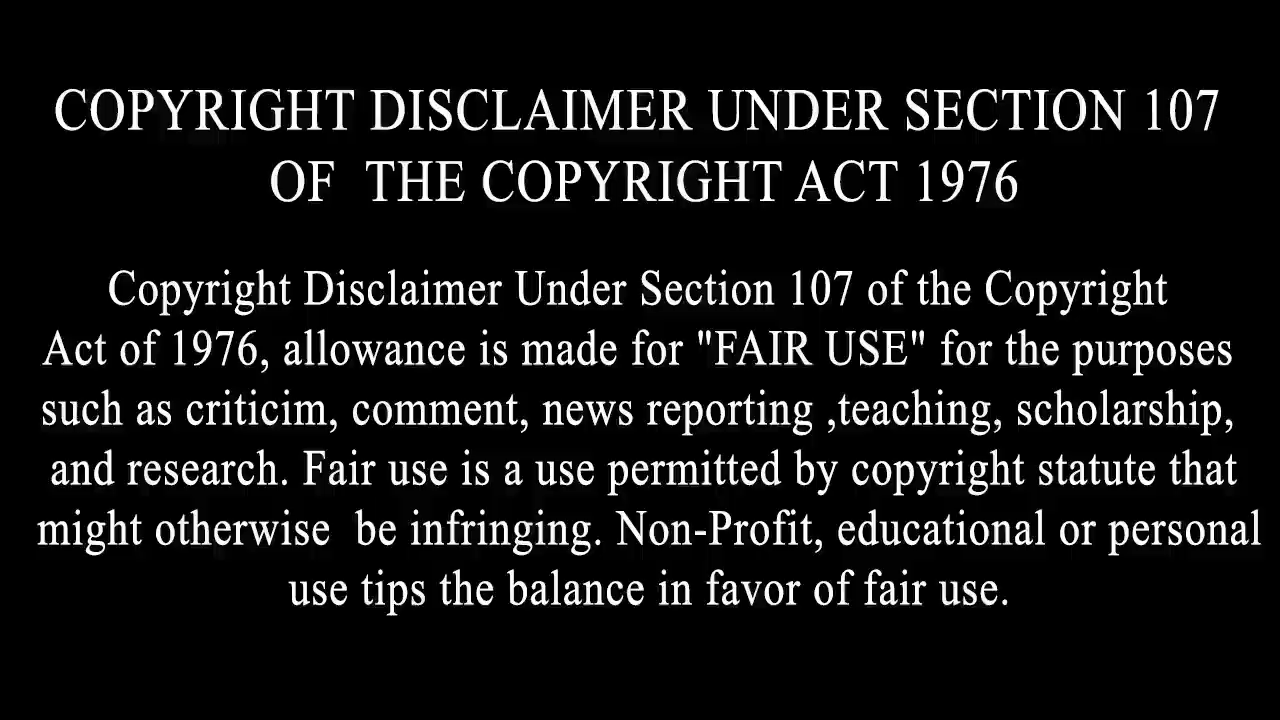 COPYRIGHT DISCLAIMER UNDER SECTION 107
OF  THE COPYRIGHT ACT 1976
Copyright Disclaimer Under Section 107 of the Copyright
Act of 1976, allowance is made for "FAIR USE" for the purposes
such as criticim, comment, news reporting ,teaching, scholarship,
and research. Fair use is a use permitted by copyright statute that
might otherwise  be infringing. Non-Profit, educational or personal
use tips the balance in favor of fair use.